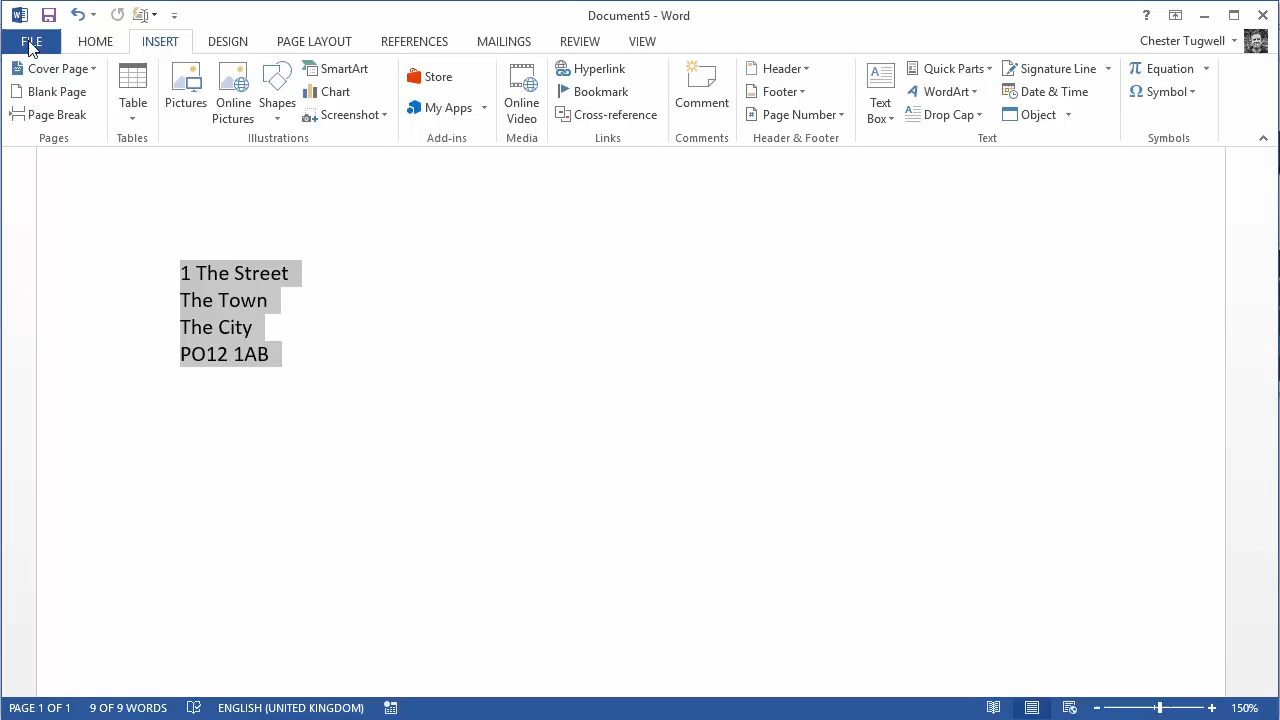 Document5 - Word
?
FILE HOME INSERT DESIGN PAGE LAYOUT REFERENCES MAILINGS REVIEW VIEW Chester Tugwell
Cover Page
Blank Page
Page Break
Pages
Table
Tables
Pictures
Online
Pictures
Shapes
SmartArt
Chart
Screenshot
Illustrations
Store
My Apps
Add-ins
Online
Video
Media
Hyperlink
Bookmark
Cross-reference
Links
Comment
Comments
Header
Footer
Page Number
Header & Footer
Text
Box
Quick Parts
WordArt
Drop Cap
Signature Line
Date & Time
Object
Text
Equation
Symbol
Symbols
1 The Street
The Town
The City
PO12 1AB
PAGE 1 OF 1 9 OF 9 WORDS ENGLISH (UNITED KINGDOM) 150%